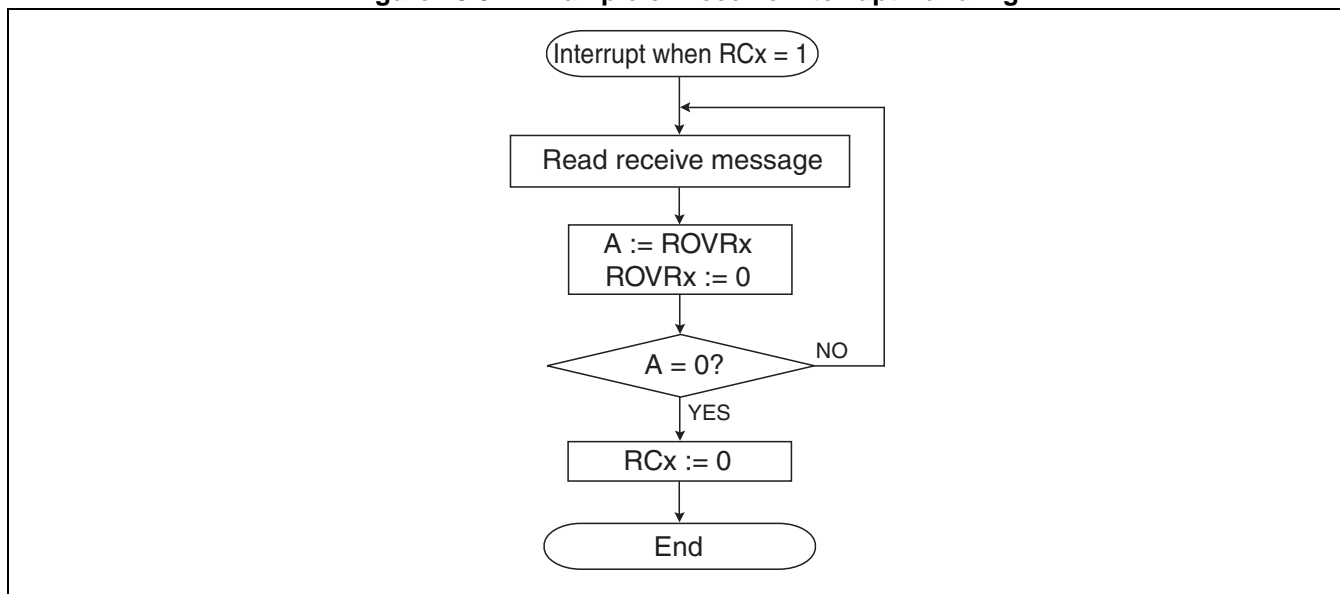 Interrupt when RCx = 1
Read receive message
A := ROVRx
ROVRx := 0
A = 0?
NO
YES
RCx := 0
End